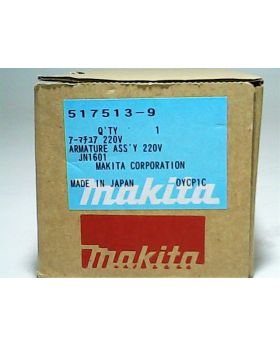 517513-9
Q'TY 1
アーマチュア 220V
ARMATURE ASS'Y 220V
JN1601
MAKITA CORPORATION
MADE IN JAPAN OYCP1C
makita
makita